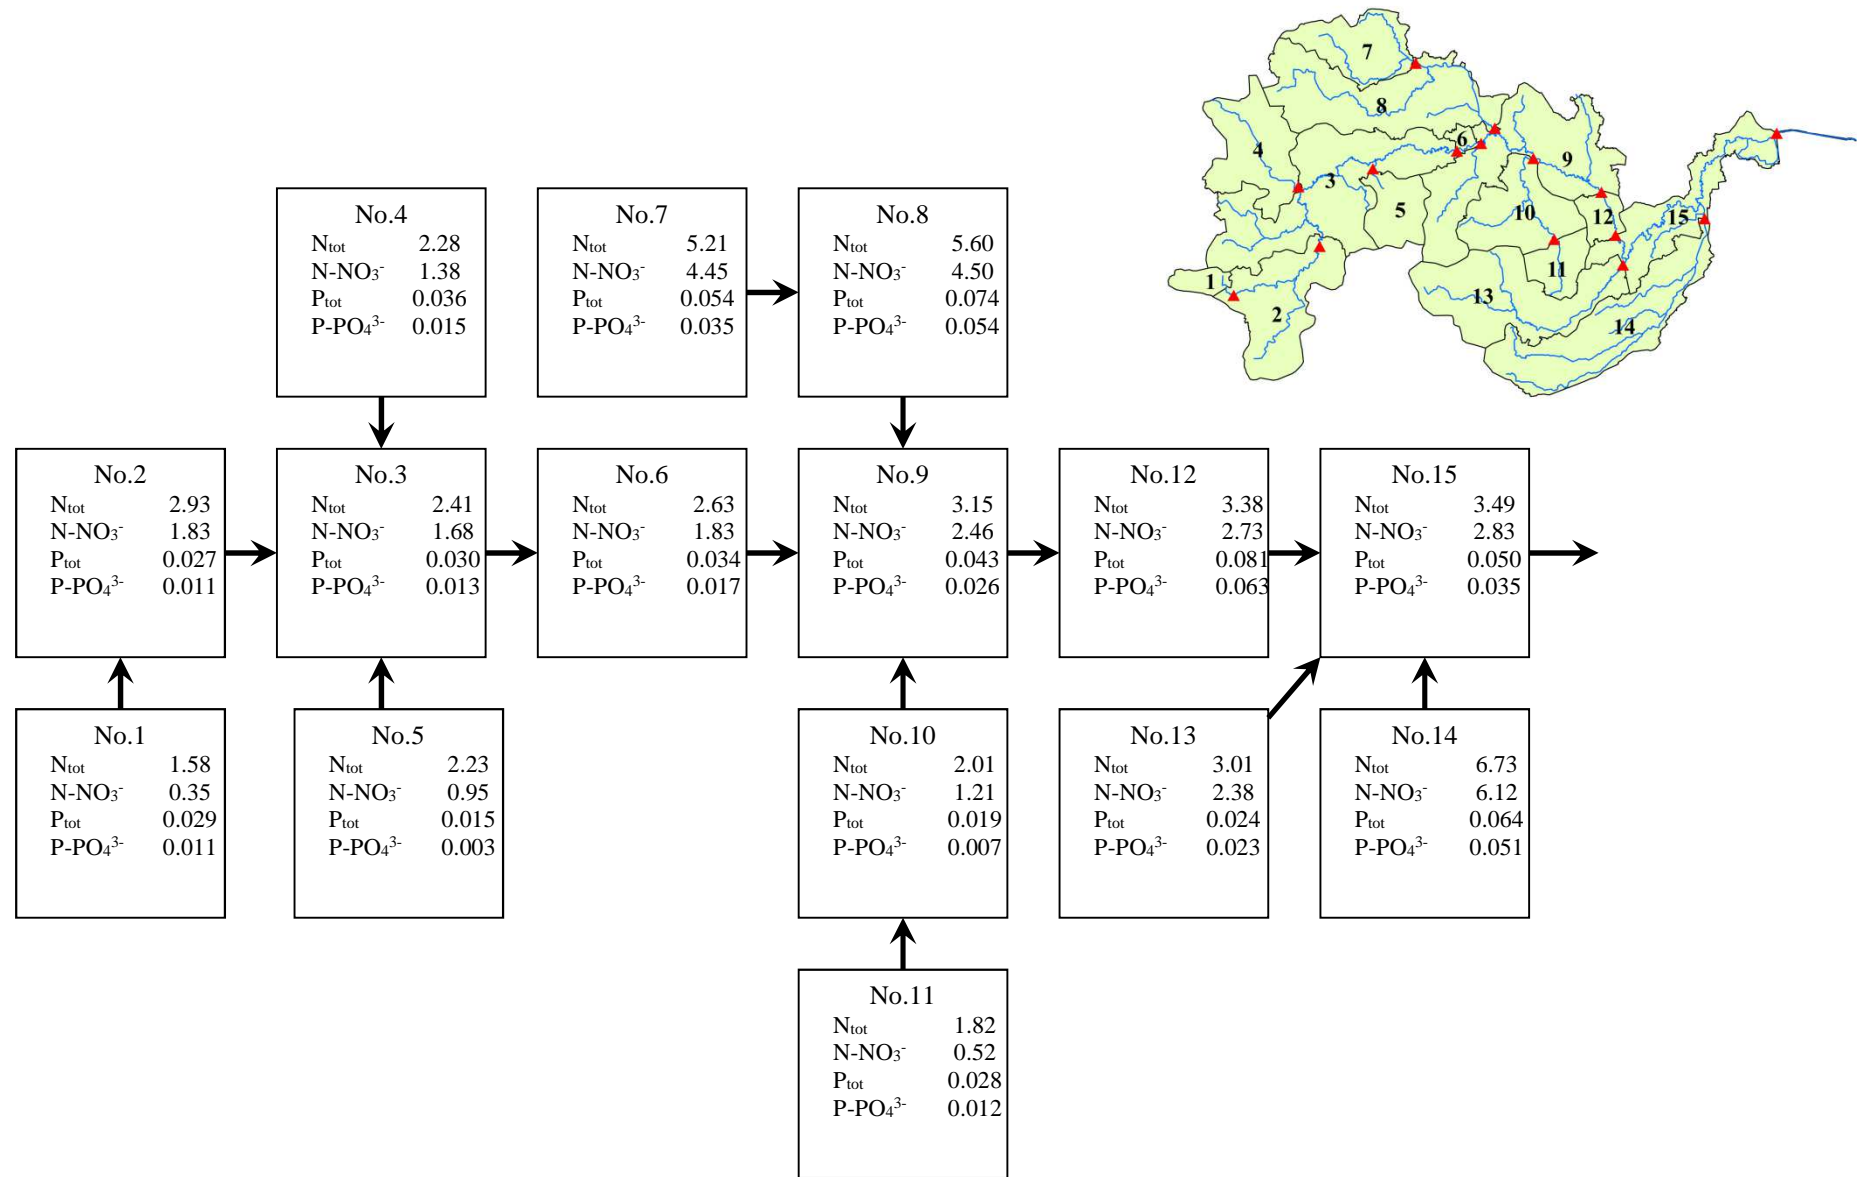 7
8
6
4
9
3
5
10
12
15
1
11
13
2
14
No.4
Nₜₒₜ 2.28
N-NO₃⁻ 1.38
Pₜₒₜ 0.036
P-PO₄³⁻ 0.015
No.7
Nₜₒₜ 5.21
N-NO₃⁻ 4.45
Pₜₒₜ 0.054
P-PO₄³⁻ 0.035
No.8
Nₜₒₜ 5.60
N-NO₃⁻ 4.50
Pₜₒₜ 0.074
P-PO₄³⁻ 0.054
No.2
Nₜₒₜ 2.93
N-NO₃⁻ 1.83
Pₜₒₜ 0.027
P-PO₄³⁻ 0.011
No.3
Nₜₒₜ 2.41
N-NO₃⁻ 1.68
Pₜₒₜ 0.030
P-PO₄³⁻ 0.013
No.6
Nₜₒₜ 2.63
N-NO₃⁻ 1.83
Pₜₒₜ 0.034
P-PO₄³⁻ 0.017
No.9
Nₜₒₜ 3.15
N-NO₃⁻ 2.46
Pₜₒₜ 0.043
P-PO₄³⁻ 0.026
No.12
Nₜₒₜ 3.38
N-NO₃⁻ 2.73
Pₜₒₜ 0.081
P-PO₄³⁻ 0.063
No.15
Nₜₒₜ 3.49
N-NO₃⁻ 2.83
Pₜₒₜ 0.050
P-PO₄³⁻ 0.035
No.1
Nₜₒₜ 1.58
N-NO₃⁻ 0.35
Pₜₒₜ 0.029
P-PO₄³⁻ 0.011
No.5
Nₜₒₜ 2.23
N-NO₃⁻ 0.95
Pₜₒₜ 0.015
P-PO₄³⁻ 0.003
No.10
Nₜₒₜ 2.01
N-NO₃⁻ 1.21
Pₜₒₜ 0.019
P-PO₄³⁻ 0.007
No.13
Nₜₒₜ 3.01
N-NO₃⁻ 2.38
Pₜₒₜ 0.024
P-PO₄³⁻ 0.023
No.14
Nₜₒₜ 6.73
N-NO₃⁻ 6.12
Pₜₒₜ 0.064
P-PO₄³⁻ 0.051
No.11
Nₜₒₜ 1.82
N-NO₃⁻ 0.52
Pₜₒₜ 0.028
P-PO₄³⁻ 0.012